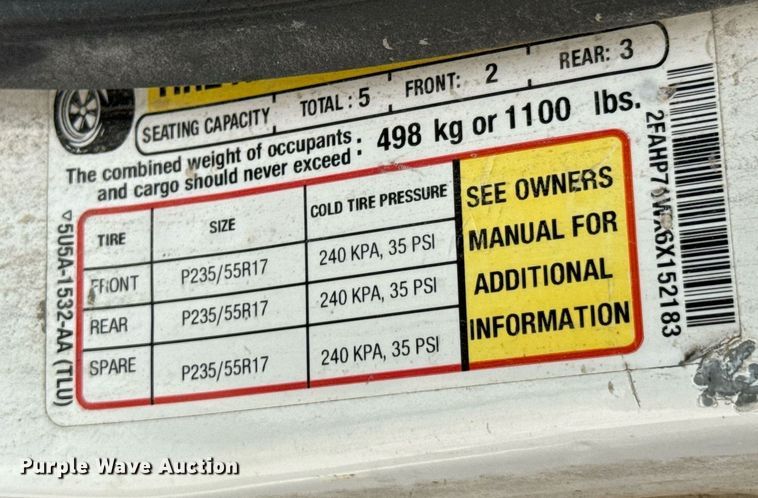 SEATING CAPACITY TOTAL : 5 FRONT: 2 REAR: 3
The combined weight of occupants
and cargo should never exceed : 498 kg or 1100 lbs.
TIRE SIZE COLD TIRE PRESSURE
FRONT P235/55R17 240 KPA, 35 PSI
REAR P235/55R17 240 KPA, 35 PSI
SPARE P235/55R17 240 KPA, 35 PSI
SEE OWNERS
MANUAL FOR
ADDITIONAL
INFORMATION
5U5A-1532-AA (TLU)
2FAHP71WX6X152183
Purple Wave Auction